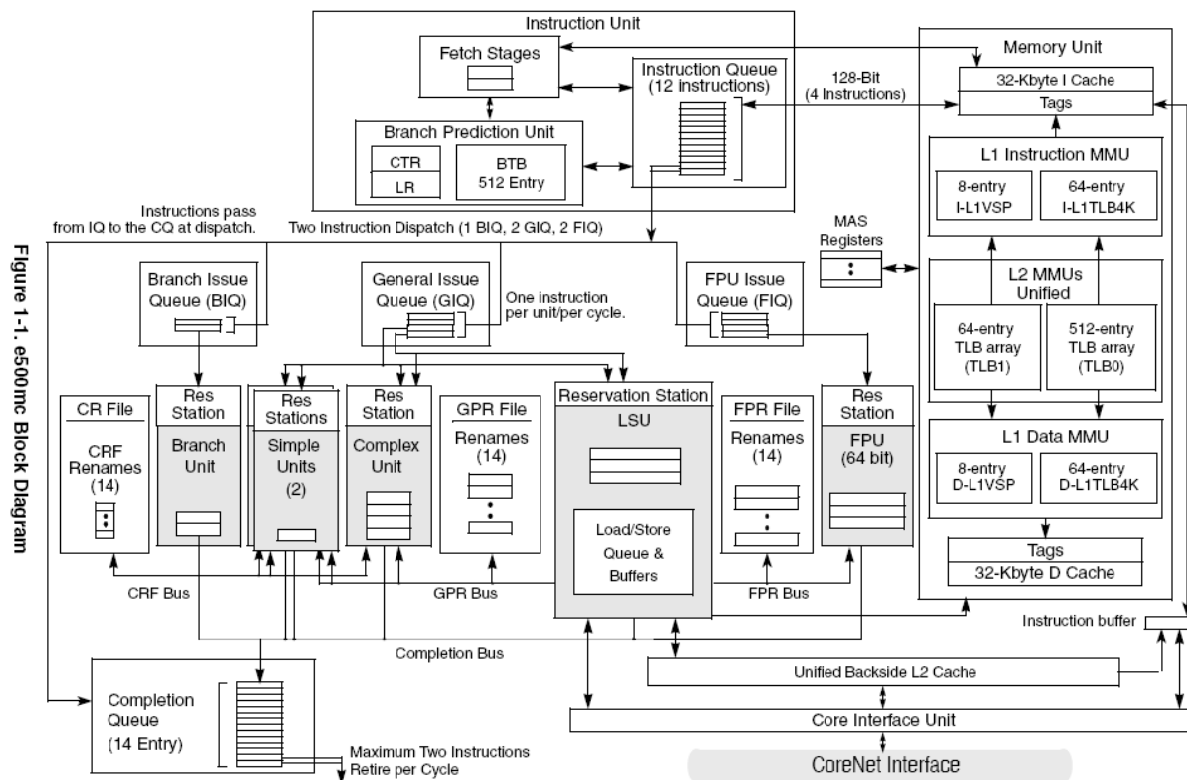 Instruction Unit
Fetch Stages
Instruction Queue
(12 instructions)
128-Bit
(4 Instructions)
Branch Prediction Unit
CTR
LR
BTB
512 Entry
Memory Unit
32-Kbyte I Cache
Tags
L1 Instruction MMU
8-entry
I-L1VSP
64-entry
I-L1TLB4K
MAS
Registers
L2 MMUs
Unified
64-entry
TLB array
(TLB1)
512-entry
TLB array
(TLB0)
L1 Data MMU
8-entry
D-L1VSP
64-entry
D-L1TLB4K
Tags
32-Kbyte D Cache
Instructions pass
from IQ to the CQ at dispatch.
Two Instruction Dispatch (1 BIQ, 2 GIQ, 2 FIQ)
Branch Issue
Queue (BIQ)
General Issue
Queue (GIQ)
One instruction
per unit/per cycle.
FPU Issue
Queue (FIQ)
CR File
CRF
Renames
(14)
Res
Station
Branch
Unit
Res
Stations
Simple
Units
(2)
Res
Station
Complex
Unit
GPR File
Renames
(14)
Reservation Station
LSU
Load/Store
Queue &
Buffers
FPR File
Renames
(14)
Res
Station
FPU
(64 bit)
CRF Bus
GPR Bus
FPR Bus
Completion Bus
Instruction buffer
Unified Backside L2 Cache
Core Interface Unit
CoreNet Interface
Completion
Queue
(14 Entry)
Maximum Two Instructions
Retire per Cycle
Figure 1-1. e500mc Block Diagram